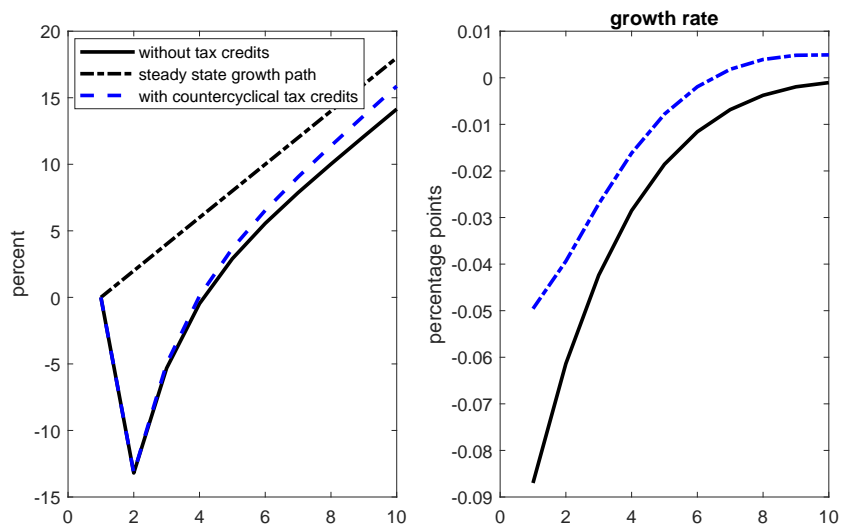 growth rate
without tax credits
steady state growth path
with countercyclical tax credits
percent
20
15
10
5
0
-5
-10
-15
0 2 4 6 8 10
percentage points
0.01
0
-0.01
-0.02
-0.03
-0.04
-0.05
-0.06
-0.07
-0.08
-0.09
0 2 4 6 8 10